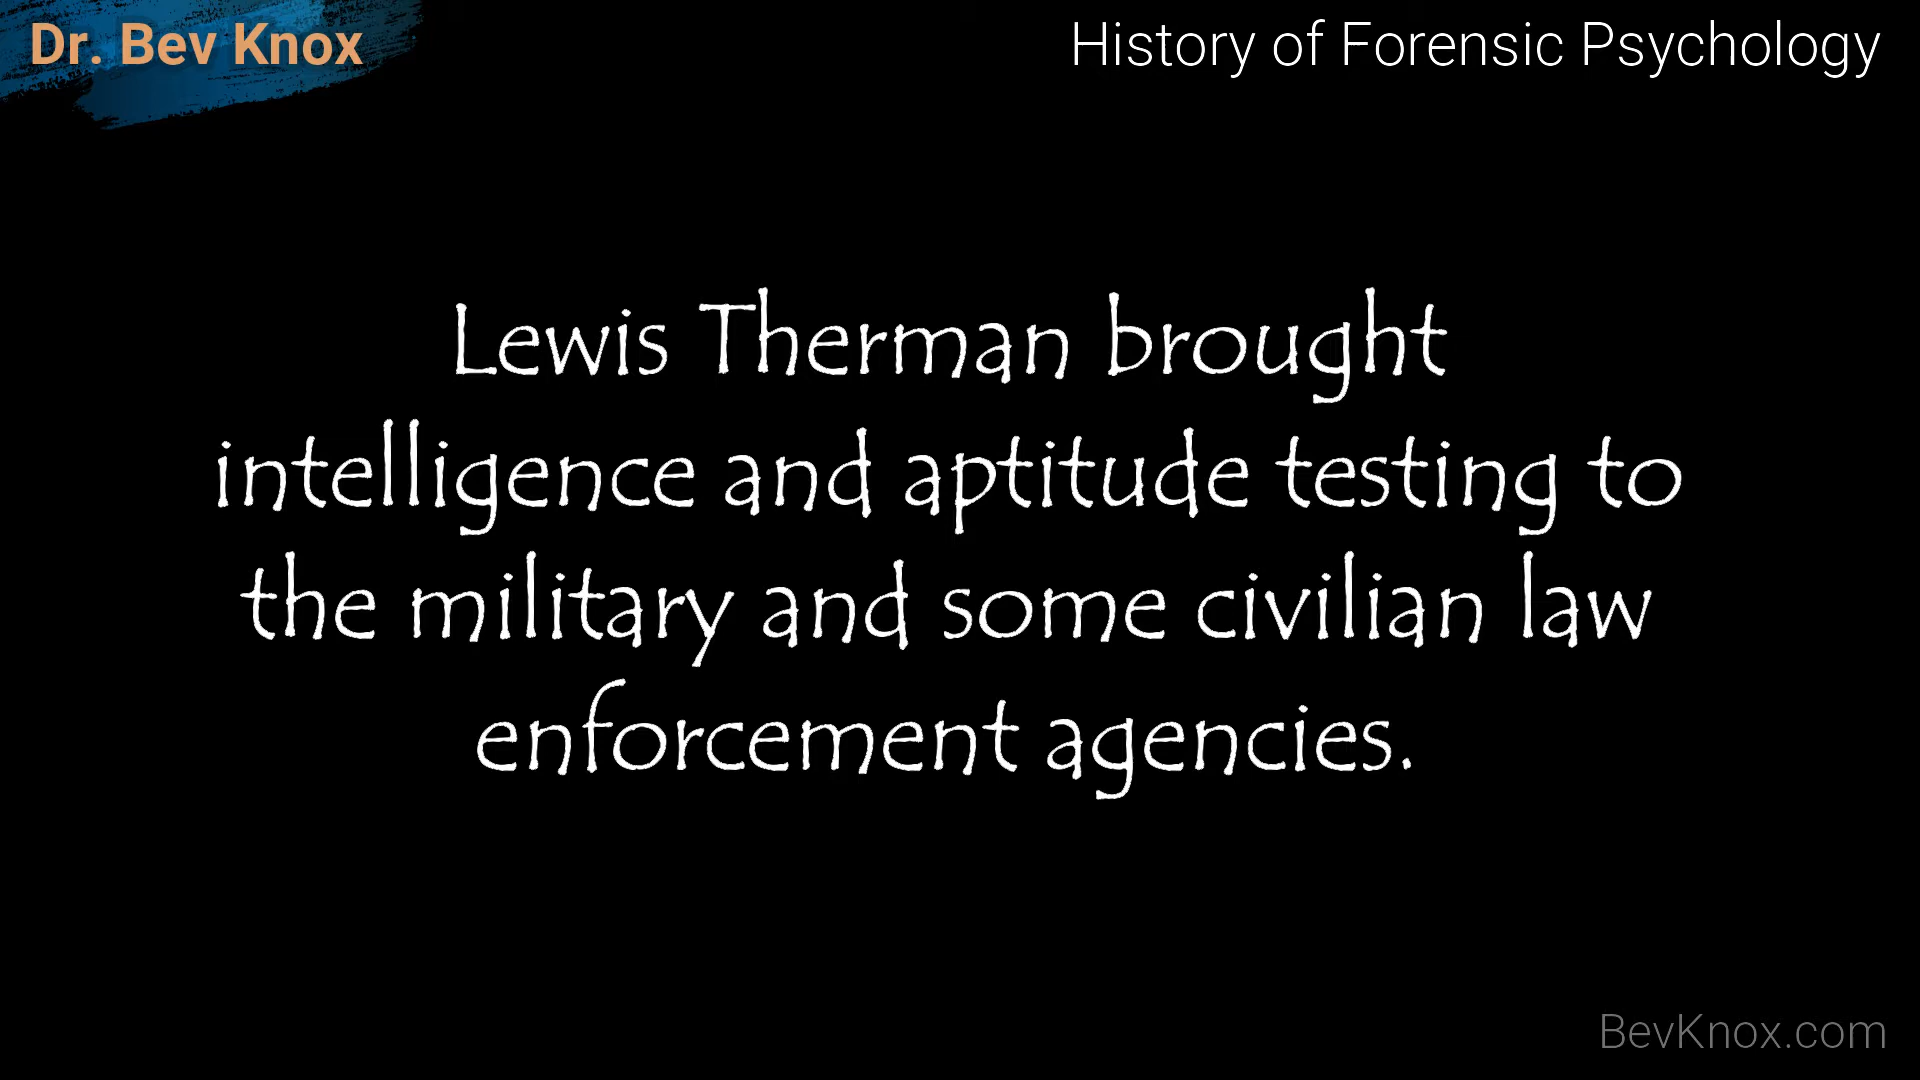 Dr. Bev Knox
History of Forensic Psychology
Lewis Therman brought
intelligence and aptitude testing to
the military and some civilian law
enforcement agencies.
BevKnox.com